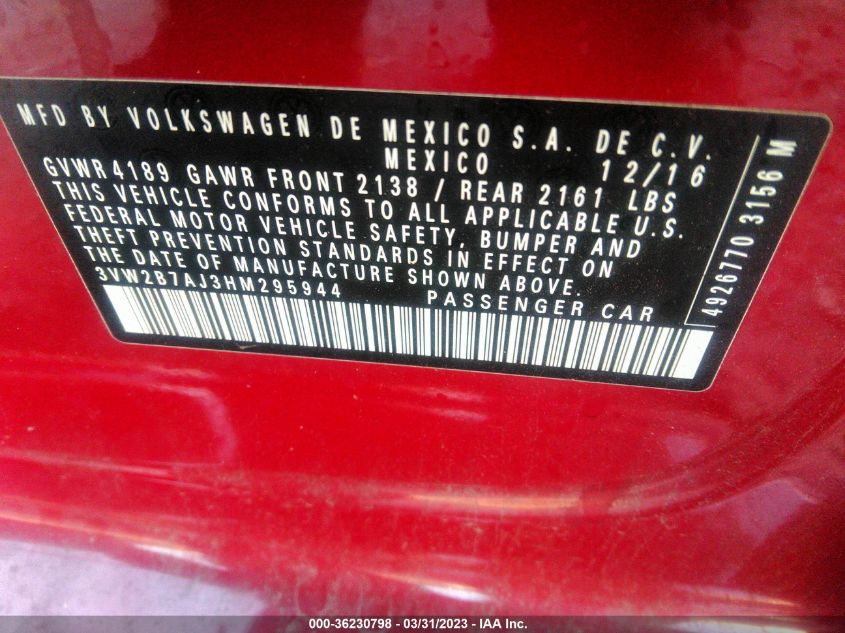 MFD BY VOLKSWAGEN DE MEXICO S.A. DE C.V.
MEXICO 12/16
GVWR 4189 GAWR FRONT 2138 / REAR 2161 LBS
THIS VEHICLE CONFORMS TO ALL APPLICABLE U.S.
FEDERAL MOTOR VEHICLE SAFETY, BUMPER AND
THEFT PREVENTION STANDARDS IN EFFECT ON
THE DATE OF MANUFACTURE SHOWN ABOVE.
3VW2B7AJ3HM295944 PASSENGER CAR
4926770 3156 M
000-36230798 - 03/31/2023 - IAA Inc.